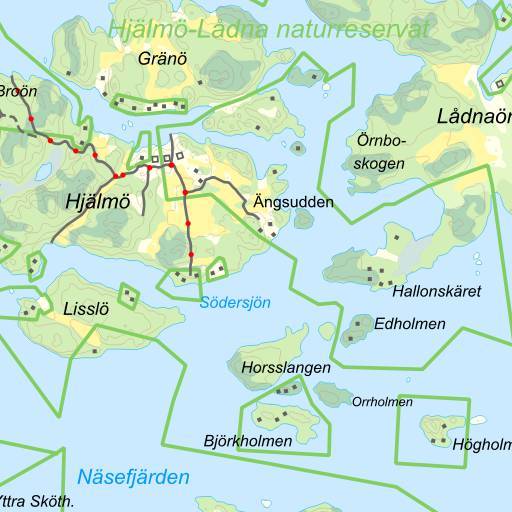 Hjälmö-Lådna naturreservat
Gränö
Broön
Lådnaön
Örnbo-
skogen
Hjälmö
Ängsudden
Hallonskäret
Södersjön
Lisslö
Edholmen
Horsslangen
Orrholmen
Björkholmen
Högholm
Näsefjärden
Yttra Sköth.